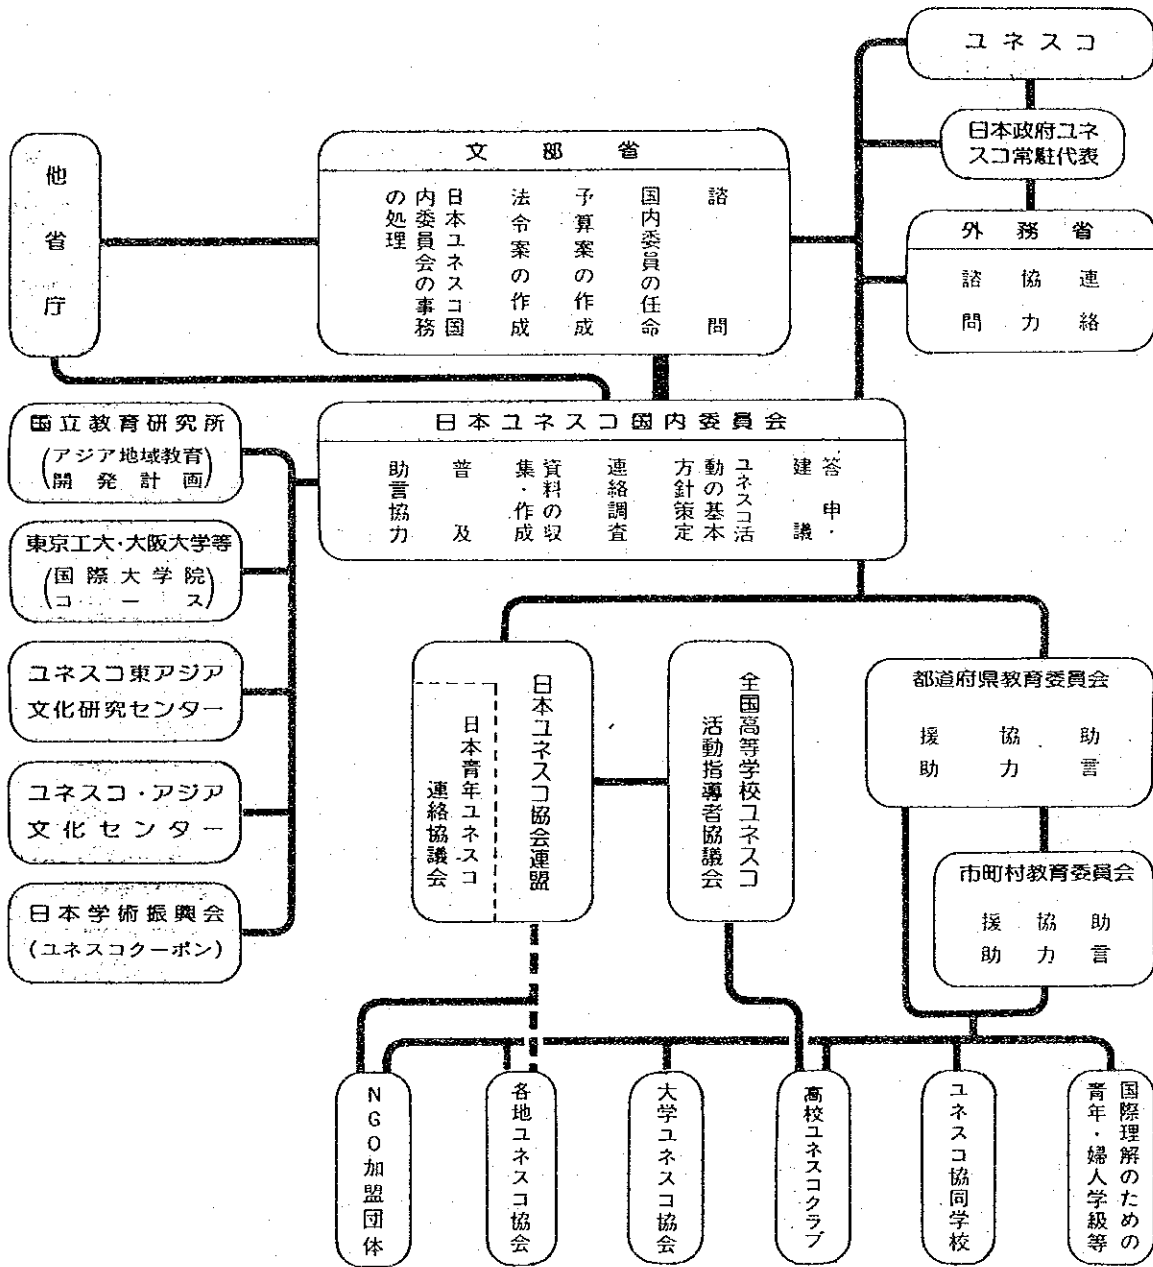 ユネスコ
日本政府ユネ
スコ常駐代表
外務省
連絡
協力
諮問
他省庁
文部省
諮問
国内委員の任命
予算案の作成
法令案の作成
日本ユネスコ国
内委員会の事務
の処理
日本ユネスコ国内委員会
答申・
建議
ユネスコ活
動の基本
方針策定
連絡調査
資料の収
集・作成
普及
助言協力
国立教育研究所
(アジア地域教育
開発計画)
東京工大・大阪大学等
(国際大学院
コース)
ユネスコ東アジア
文化研究センター
ユネスコ・アジア
文化センター
日本学術振興会
(ユネスコクーポン)
日本ユネスコ協会連盟
日本青年ユネスコ
連絡協議会
全国高等学校ユネスコ
活動指導者協議会
都道府県教育委員会
助言
協力
援助
市町村教育委員会
助言
協力
援助
NGO加盟団体
各地ユネスコ協会
大学ユネスコ協会
高校ユネスコクラブ
ユネスコ協同学校
国際理解のための
青年・婦人学級等